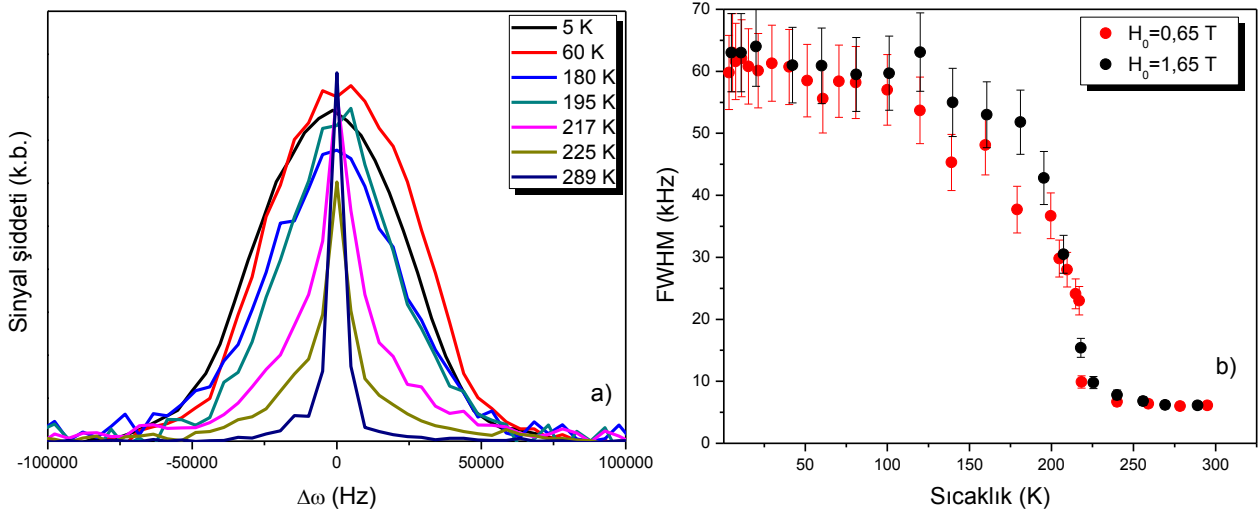 Sinyal şiddeti (k.b.)
5 K
60 K
180 K
195 K
217 K
225 K
289 K
a)
-100000
-50000
0
50000
100000
Δω (Hz)
FWHM (kHz)
70
60
50
40
30
20
10
0
H₀=0,65 T
H₀=1,65 T
b)
50
100
150
200
250
300
Sıcaklık (K)